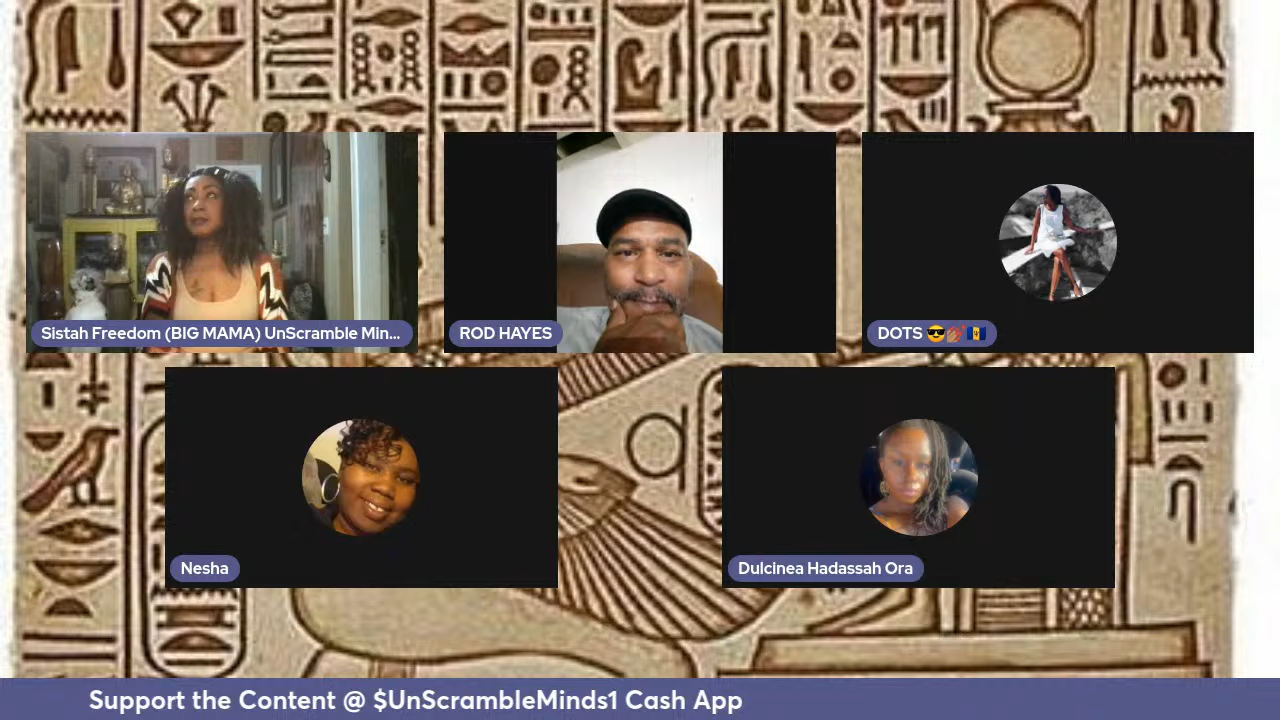 Sistah Freedom (BIG MAMA) UnScramble Min...
ROD HAYES
DOTS 😎💅🏾🇧🇧
Nesha
Dulcinea Hadassah Ora
Support the Content @ $UnScrambleMinds1 Cash App